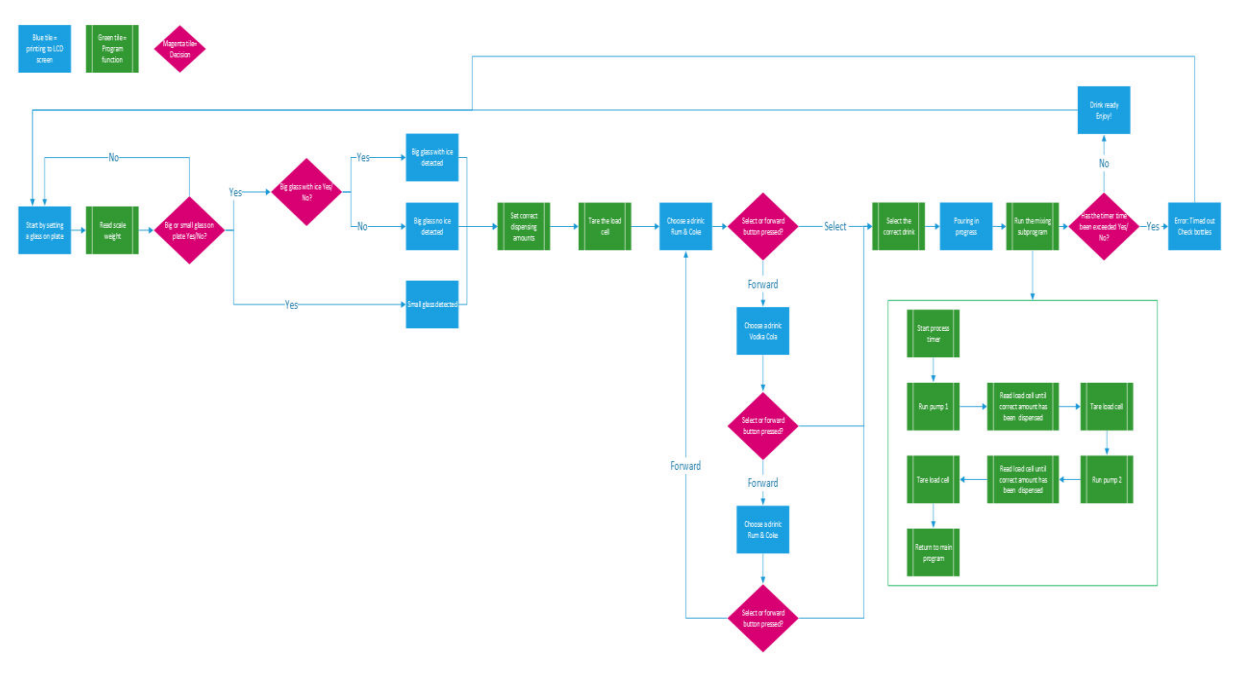 Blue tile =
printing to LCD
screen
Green tile =
Program
function
Magenta tile=
Decision
Drink ready
Enjoy!
No
No
Yes
Big glass with ice
detected
Yes
Big glass with ice Yes/
No?
No
Big glass no ice
detected
Start by setting
a glass on plate
Read scale
weight
Big or small glass on
plate Yes/No?
Yes
Small glass detected
Set correct
dispensing
amounts
Tare the load
cell
Choose a drink:
Rum & Coke
Select or forward
button pressed?
Select
Select the
correct drink
Pouring in
progress
Run the mixing
subprogram
Has the timer time
been exceeded Yes/
No?
Yes
Error: Timed out
Check bottles
Forward
Choose a drink:
Vodka Cola
Select or forward
button pressed?
Forward
Forward
Choose a drink:
Rum & Coke
Select or forward
button pressed?
Start process
timer
Run pump 1
Read load cell until
correct amount has
been dispensed
Tare load cell
Tare load cell
Read load cell until
correct amount has
been dispensed
Run pump 2
Return to main
program